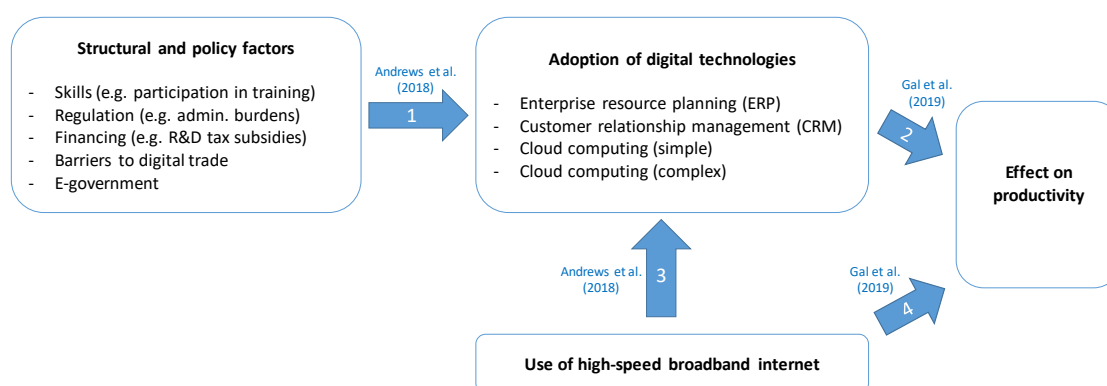 Structural and policy factors
- Skills (e.g. participation in training)
- Regulation (e.g. admin. burdens)
- Financing (e.g. R&D tax subsidies)
- Barriers to digital trade
- E-government
Andrews et al.
(2018)
1
Adoption of digital technologies
- Enterprise resource planning (ERP)
- Customer relationship management (CRM)
- Cloud computing (simple)
- Cloud computing (complex)
Gal et al.
(2019)
2
Effect on
productivity
Andrews et al.
(2018)
3
Gal et al.
(2019)
4
Use of high-speed broadband internet